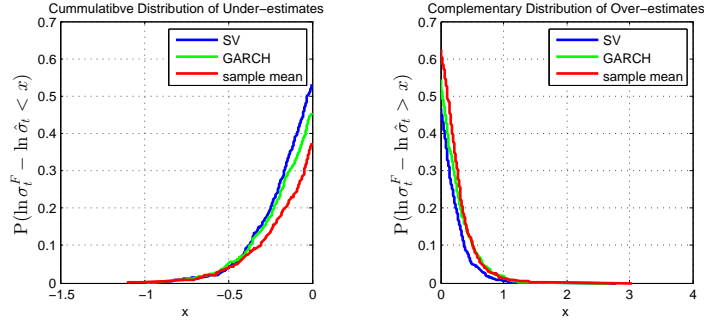 Cummulatibve Distribution of Under-estimates
0.7
0.6
0.5
0.4
0.3
0.2
0.1
0
P(ln σ_t^F − ln σ̂_t < x)
SV
GARCH
sample mean
−1.5 −1 −0.5 0
x
Complementary Distribution of Over-estimates
0.7
0.6
0.5
0.4
0.3
0.2
0.1
0
P(ln σ_t^F − ln σ̂_t > x)
SV
GARCH
sample mean
0 1 2 3 4
x